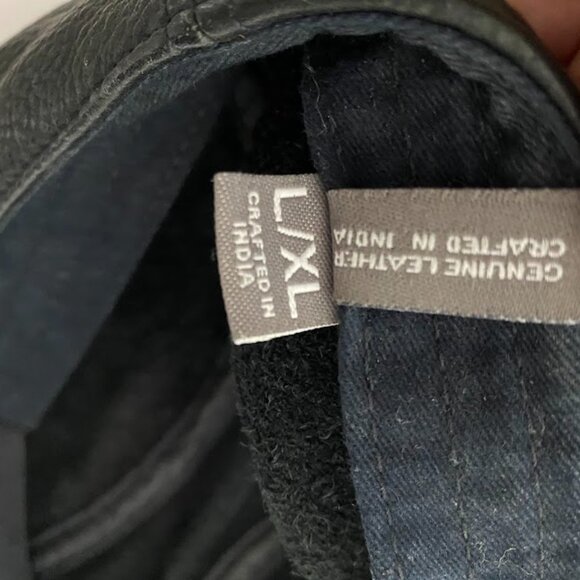 L/XL
CRAFTED IN
INDIA
GENUINE LEATHER
CRAFTED IN INDIA